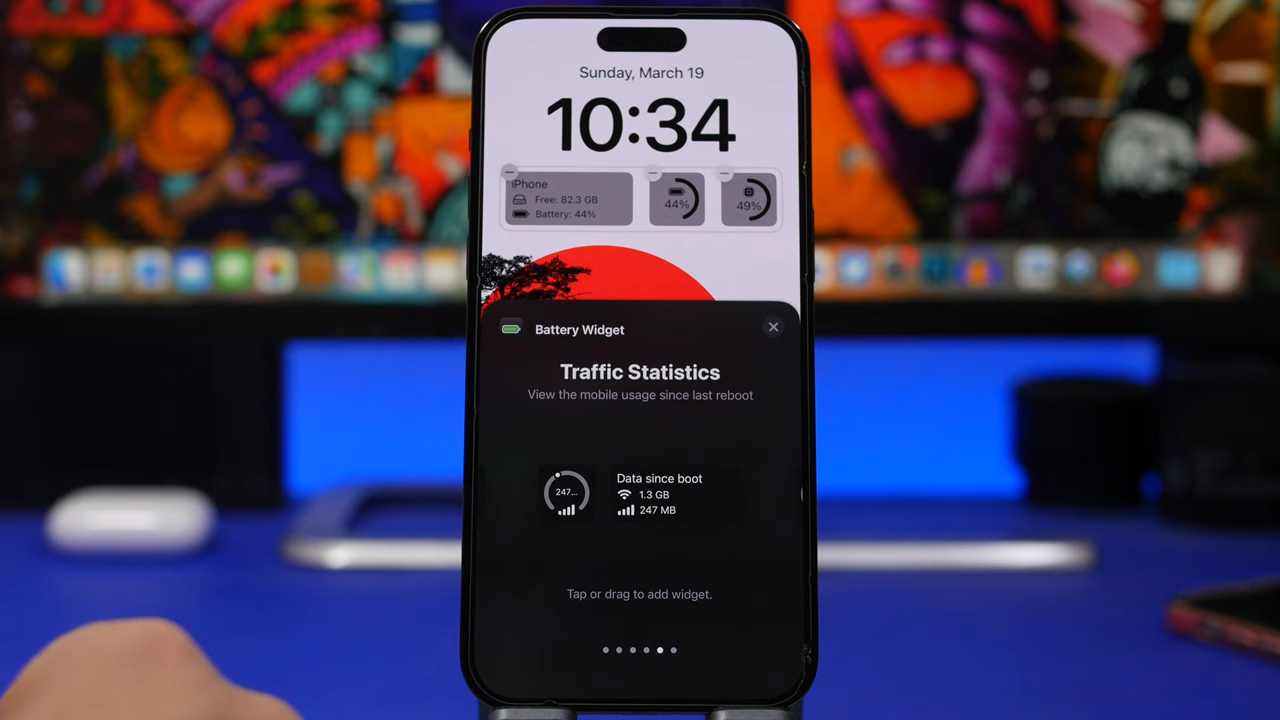 Sunday, March 19
10:34
iPhone
Free: 82.3 GB
Battery: 44%
44%
49%
Battery Widget
Traffic Statistics
View the mobile usage since last reboot
247...
Data since boot
1.3 GB
247 MB
Tap or drag to add widget.